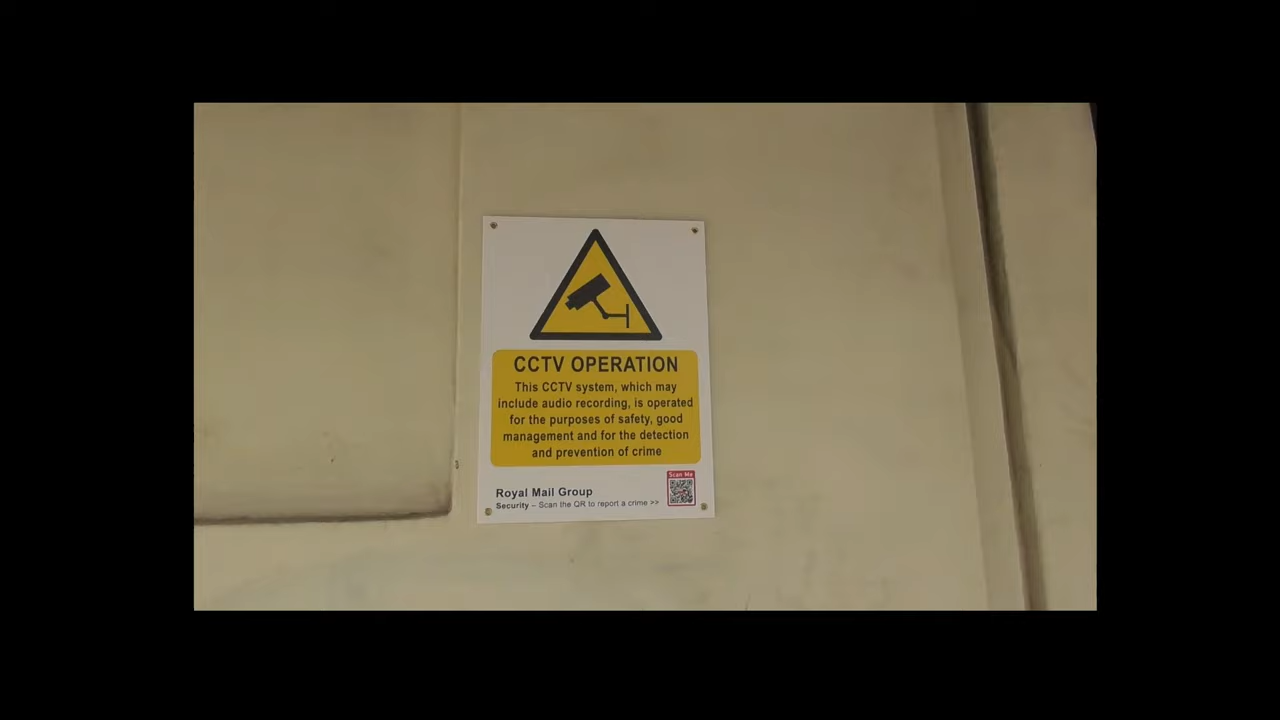 CCTV OPERATION
This CCTV system, which may
include audio recording, is operated
for the purposes of safety, good
management and for the detection
and prevention of crime
Scan Me
Royal Mail Group
Security – Scan the QR to report a crime >>